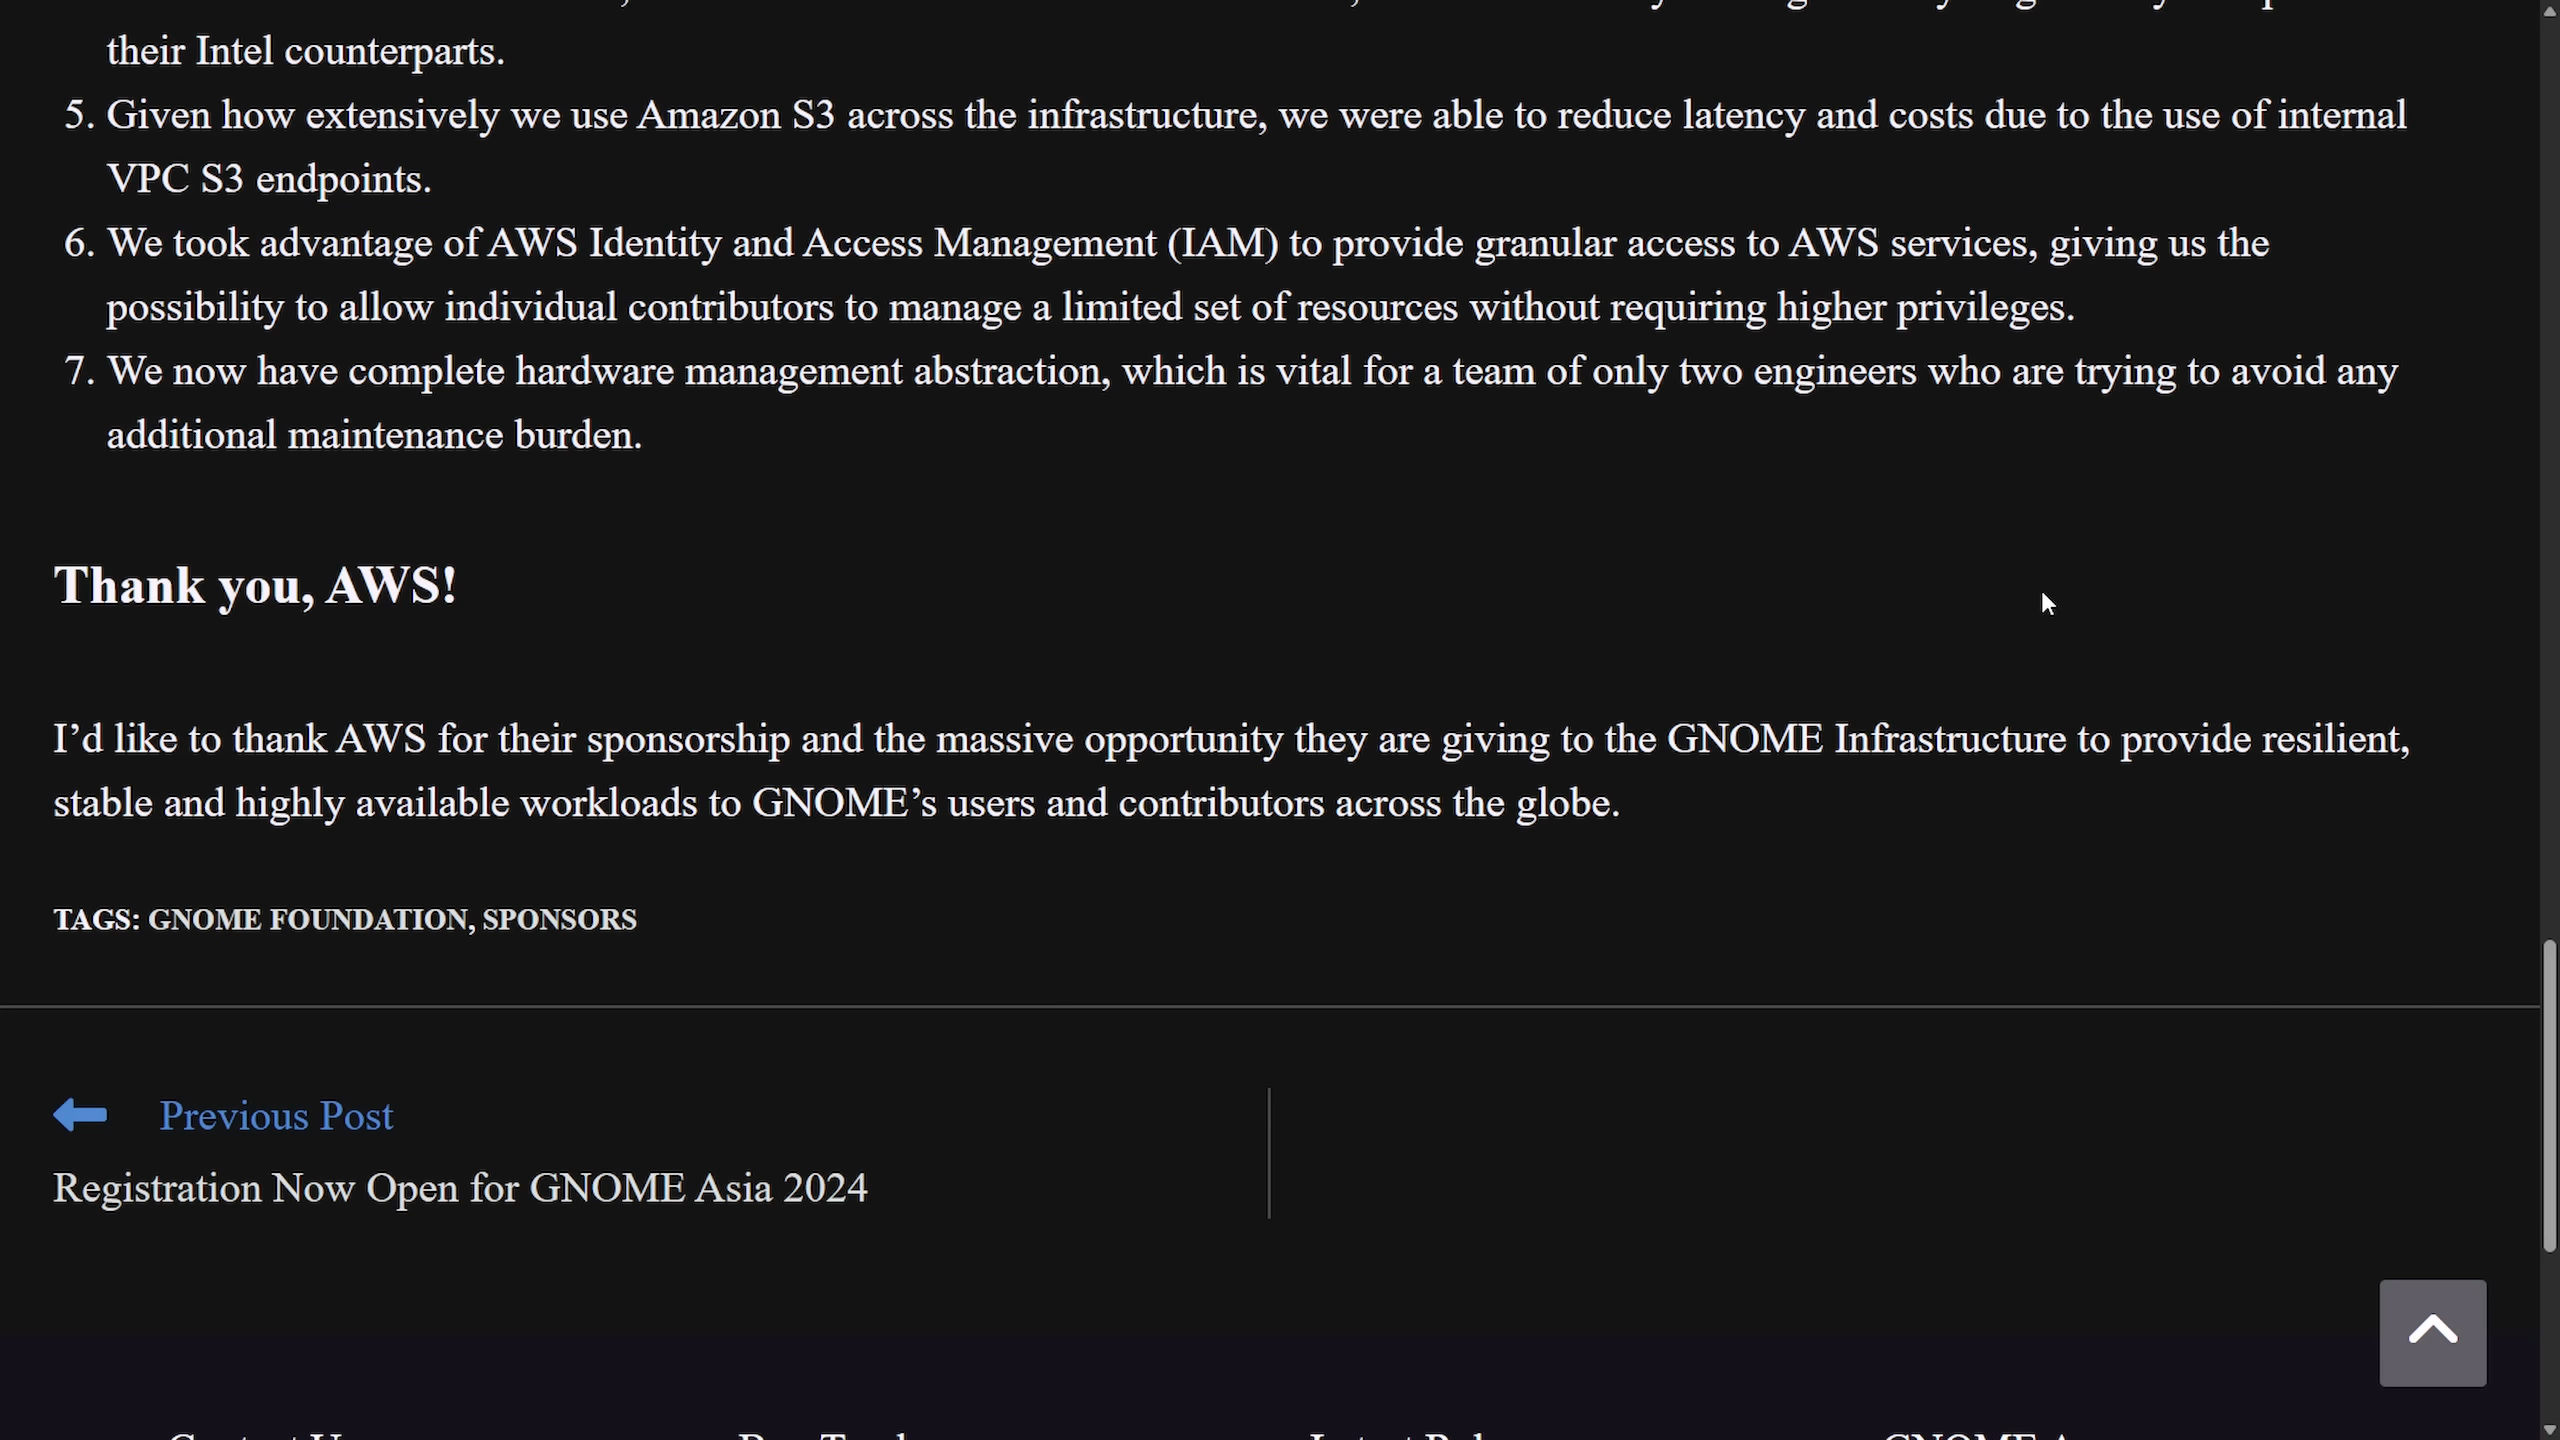 their Intel counterparts.
5. Given how extensively we use Amazon S3 across the infrastructure, we were able to reduce latency and costs due to the use of internal
VPC S3 endpoints.
6. We took advantage of AWS Identity and Access Management (IAM) to provide granular access to AWS services, giving us the
possibility to allow individual contributors to manage a limited set of resources without requiring higher privileges.
7. We now have complete hardware management abstraction, which is vital for a team of only two engineers who are trying to avoid any
additional maintenance burden.
Thank you, AWS!
I’d like to thank AWS for their sponsorship and the massive opportunity they are giving to the GNOME Infrastructure to provide resilient,
stable and highly available workloads to GNOME’s users and contributors across the globe.
TAGS: GNOME FOUNDATION, SPONSORS
Previous Post
Registration Now Open for GNOME Asia 2024